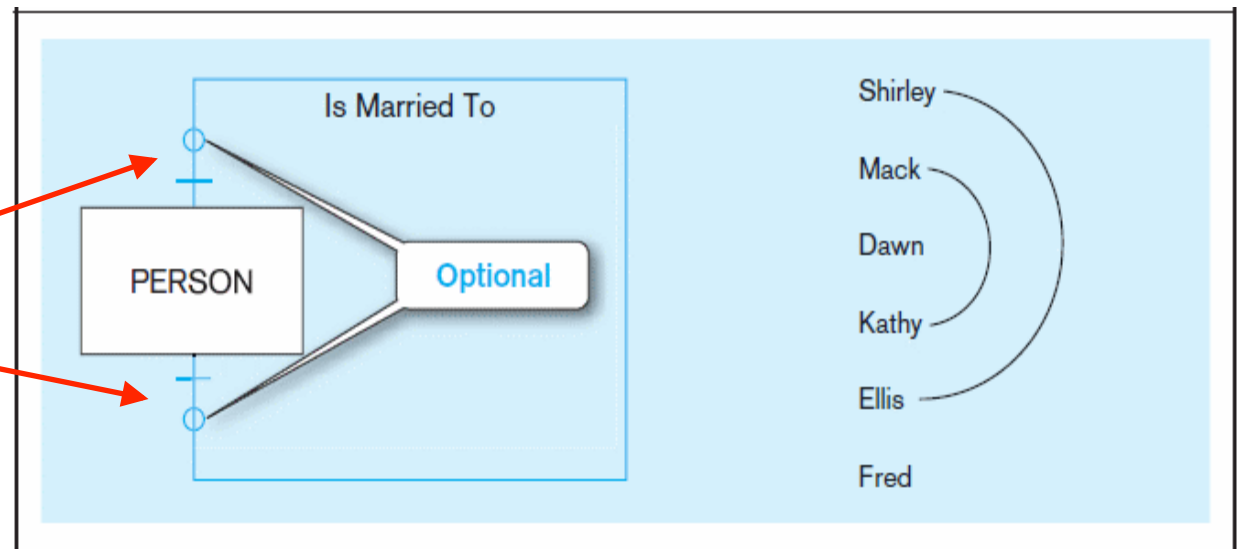 Is Married To
PERSON
Optional
Shirley
Mack
Dawn
Kathy
Ellis
Fred